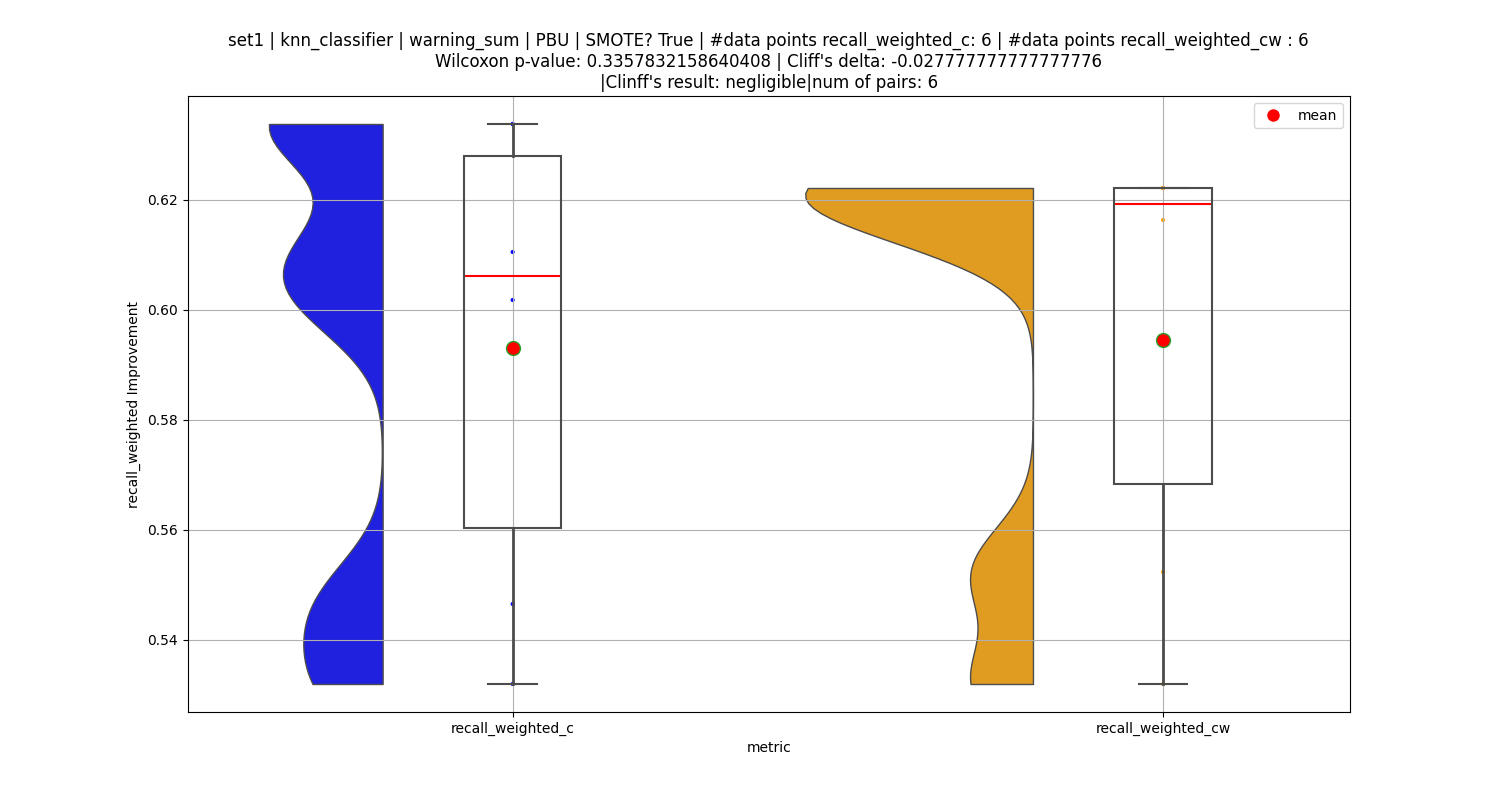 set1 | knn_classifier | warning_sum | PBU | SMOTE? True | #data points recall_weighted_c: 6 | #data points recall_weighted_cw : 6
Wilcoxon p-value: 0.3357832158640408 | Cliff's delta: -0.027777777777777776
|Clinff's result: negligible|num of pairs: 6
mean
recall_weighted Improvement
0.62
0.60
0.58
0.56
0.54
recall_weighted_c
recall_weighted_cw
metric